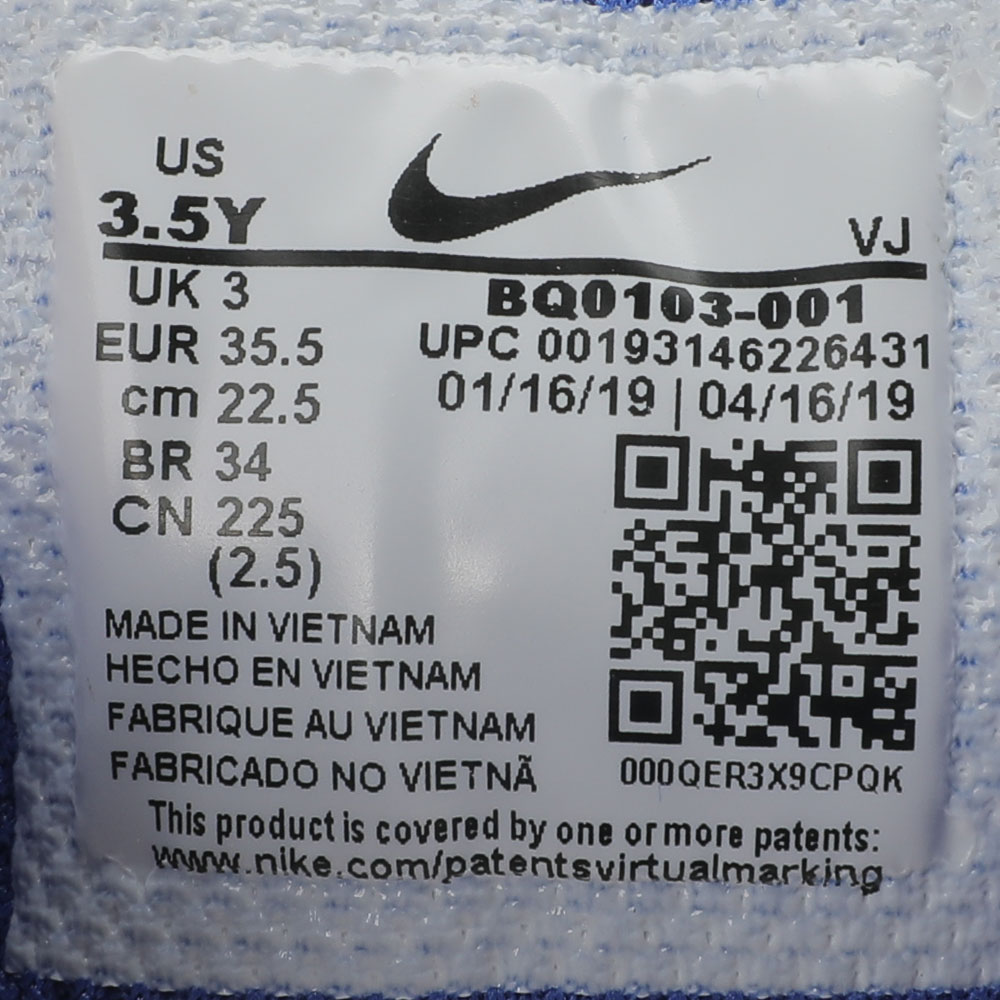 US
3.5Y
VJ
UK 3
EUR 35.5
cm 22.5
BR 34
CN 225
(2.5)
BQ0103-001
UPC 00193146226431
01/16/19 | 04/16/19
MADE IN VIETNAM
HECHO EN VIETNAM
FABRIQUE AU VIETNAM
FABRICADO NO VIETNÃ
000QER3X9CPQK
This product is covered by one or more patents:
www.nike.com/patentsvirtualmarking